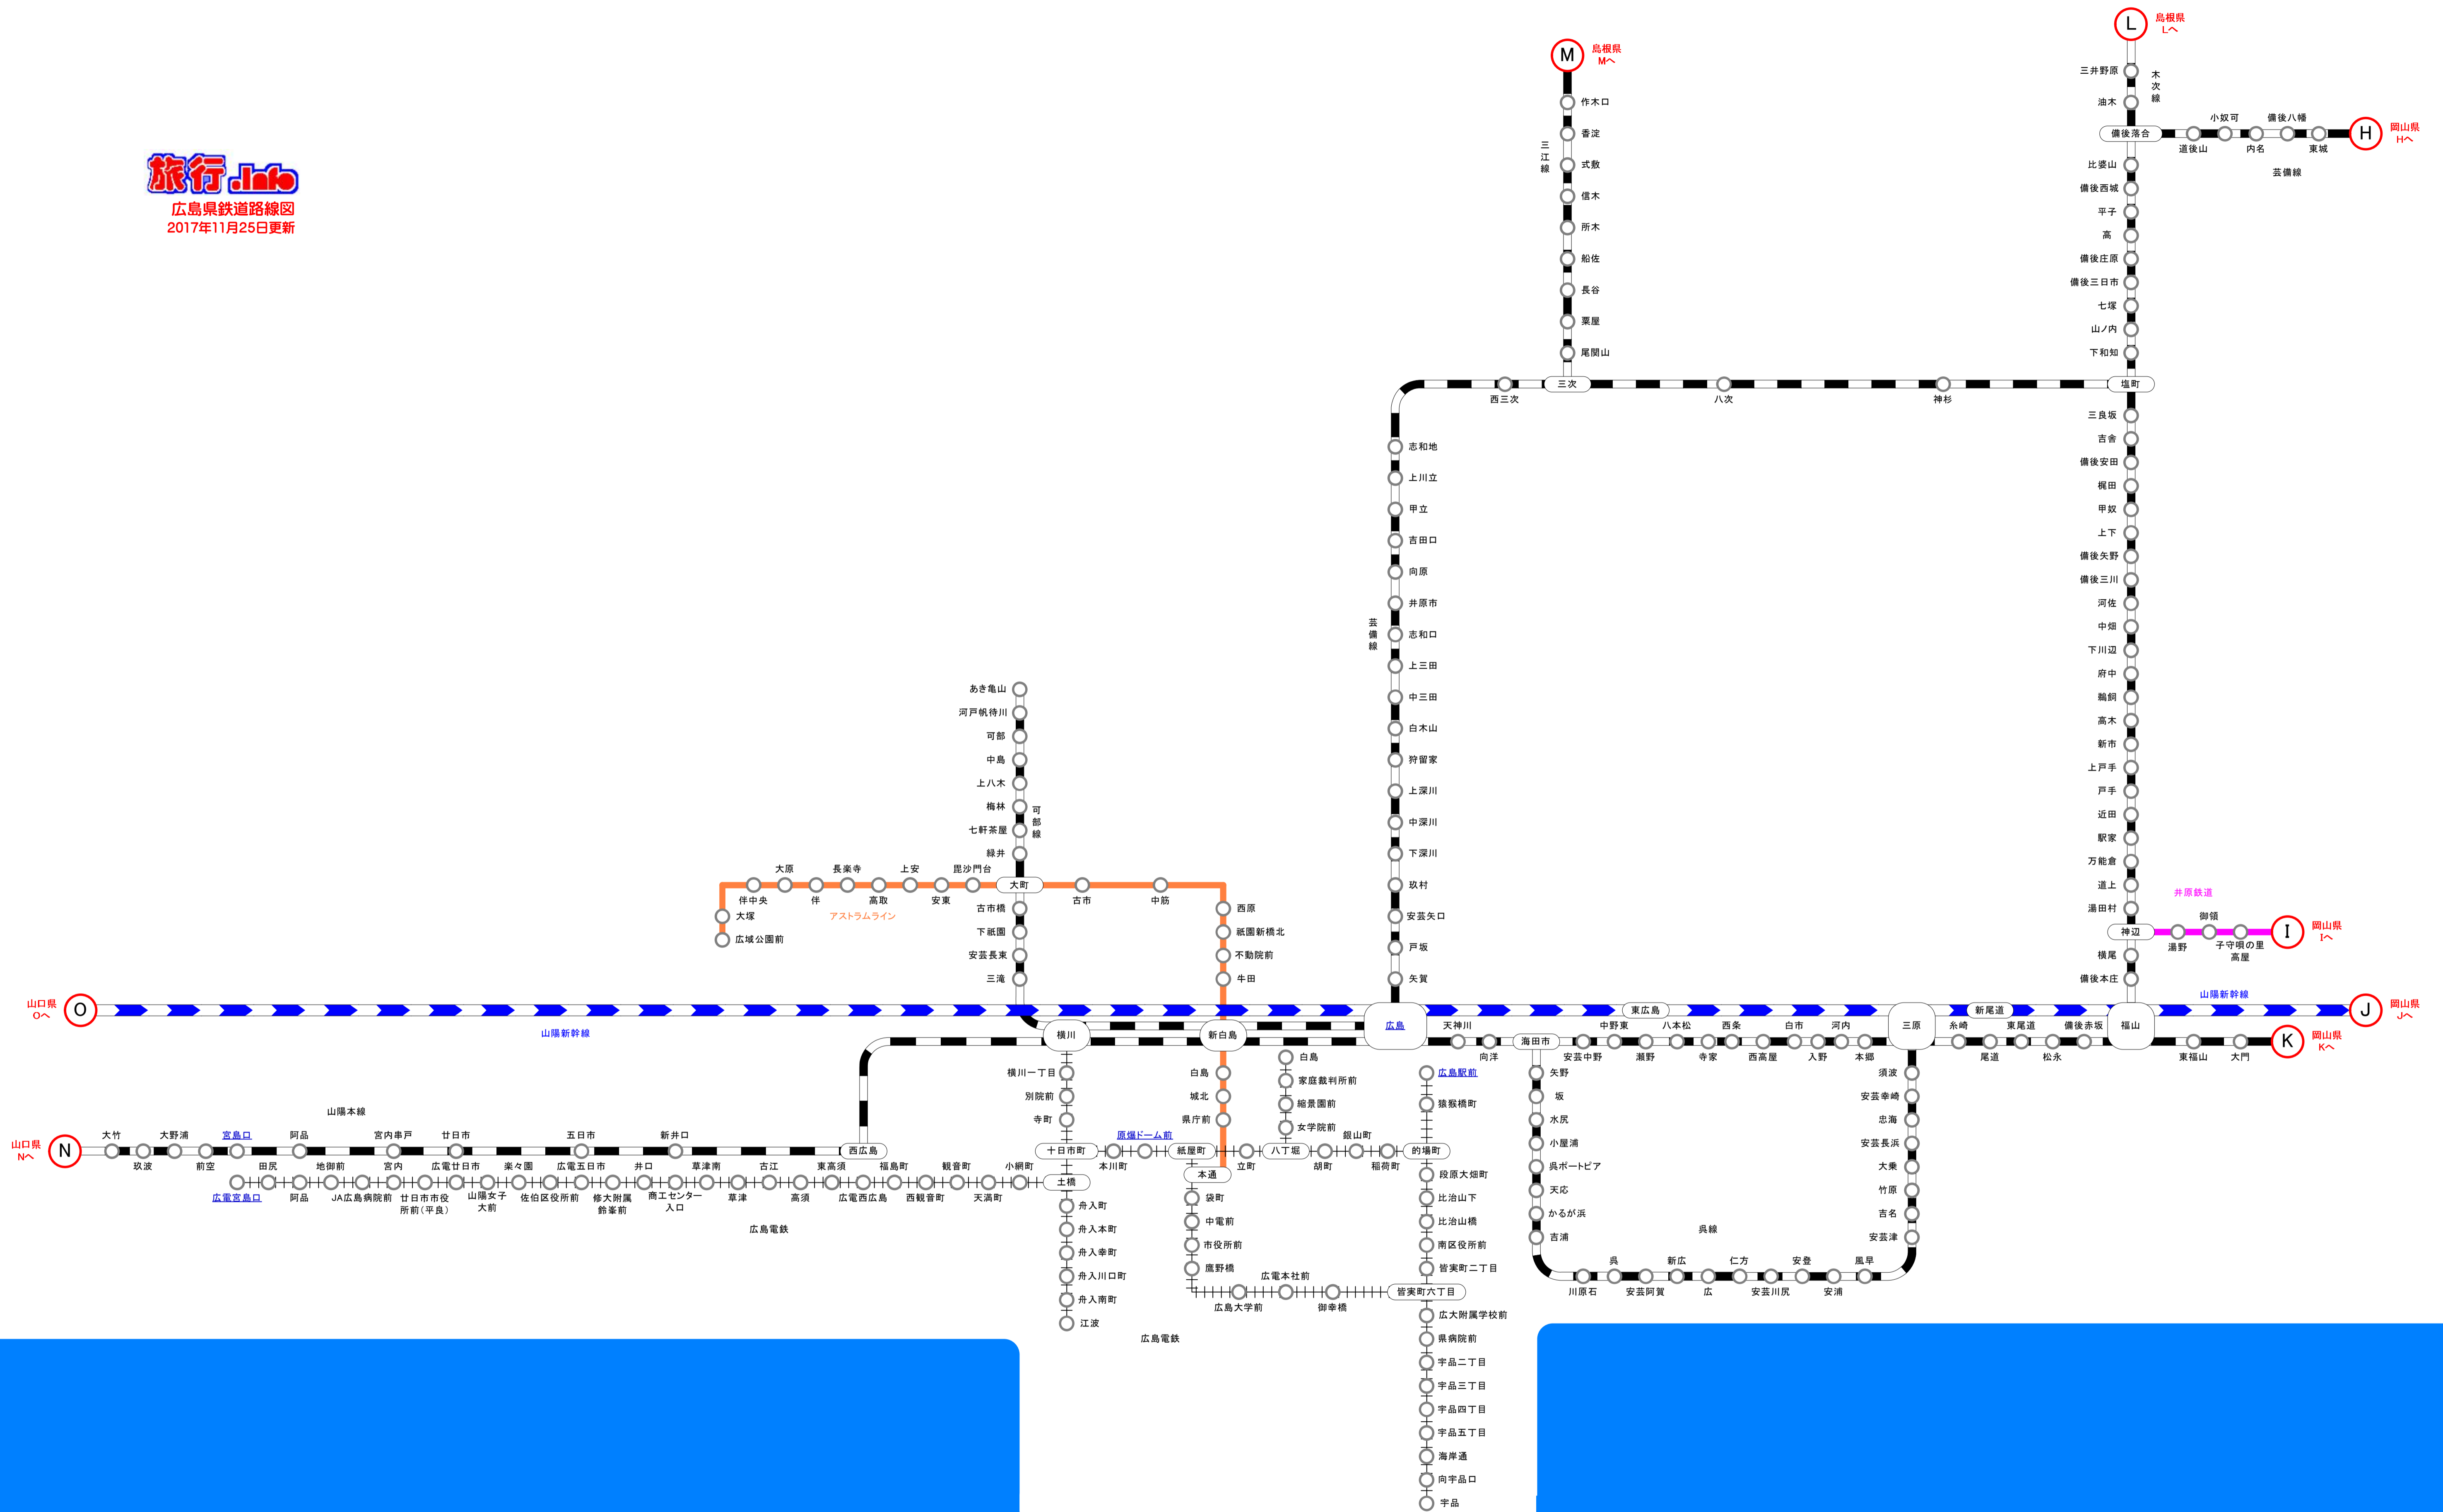 旅行.Info
広島県鉄道路線図
2017年11月25日更新
L
島根県
Lへ
M
島根県
Mへ
三井野原
木次線
油木
備後落合
道後山
小奴可
内名
備後八幡
東城
H
岡山県
Hへ
芸備線
作木口
香淀
式敷
信木
所木
船佐
長谷
粟屋
尾関山
三江線
比婆山
備後西城
平子
高
備後庄原
備後三日市
七塚
山ノ内
下和知
西三次
三次
八次
神杉
塩町
志和地
上川立
甲立
吉田口
向原
井原市
志和口
上三田
中三田
白木山
狩留家
上深川
中深川
下深川
玖村
安芸矢口
戸坂
矢賀
芸備線
三良坂
吉舎
備後安田
梶田
甲奴
上下
備後矢野
備後三川
河佐
中畑
下川辺
府中
鵜飼
高木
新市
上戸手
戸手
近田
駅家
万能倉
道上
湯田村
神辺
横尾
備後本庄
井原鉄道
湯野
御領
子守唄の里
高屋
I
岡山県
Iへ
あき亀山
河戸帆待川
可部
中島
上八木
梅林
七軒茶屋
緑井
可部線
大町
古市橋
下祇園
安芸長束
三滝
広域公園前
大塚
伴中央
大原
伴
長楽寺
高取
上安
安東
毘沙門台
アストラムライン
古市
中筋
西原
祇園新橋北
不動院前
牛田
山口県
Oへ
O
山陽新幹線
広島
東広島
三原
新尾道
福山
山陽新幹線
J
岡山県
Jへ
横川
新白島
天神川
向洋
海田市
安芸中野
中野東
瀬野
八本松
寺家
西条
西高屋
白市
入野
河内
本郷
糸崎
尾道
東尾道
松永
備後赤坂
東福山
大門
K
岡山県
Kへ
横川一丁目
別院前
寺町
白島
城北
県庁前
白島
家庭裁判所前
縮景園前
女学院前
広島駅前
猿猴橋町
矢野
坂
水尻
小屋浦
呉ポートピア
天応
かるが浜
吉浦
須波
安芸幸崎
忠海
安芸長浜
大乗
竹原
吉名
安芸津
呉線
川原石
呉
安芸阿賀
新広
広
仁方
安芸川尻
安登
安浦
風早
山口県
Nへ
N
山陽本線
大竹
玖波
大野浦
前空
宮島口
阿品
宮内串戸
廿日市
五日市
新井口
西広島
十日市町
本川町
原爆ドーム前
紙屋町
立町
八丁堀
胡町
銀山町
稲荷町
的場町
広電宮島口
田尻
阿品
地御前
JA広島病院前
宮内
廿日市市役
所前(平良)
広電廿日市
山陽女子
大前
楽々園
佐伯区役所前
広電五日市
修大附属
鈴峯前
井口
商工センター
入口
草津南
草津
古江
高須
東高須
広電西広島
福島町
西観音町
観音町
天満町
小網町
土橋
広島電鉄
本通
舟入町
舟入本町
舟入幸町
舟入川口町
舟入南町
江波
袋町
中電前
市役所前
鷹野橋
広島大学前
広電本社前
御幸橋
皆実町六丁目
広島電鉄
段原大畑町
比治山下
比治山橋
南区役所前
皆実町二丁目
広大附属学校前
県病院前
宇品二丁目
宇品三丁目
宇品四丁目
宇品五丁目
海岸通
向宇品口
宇品